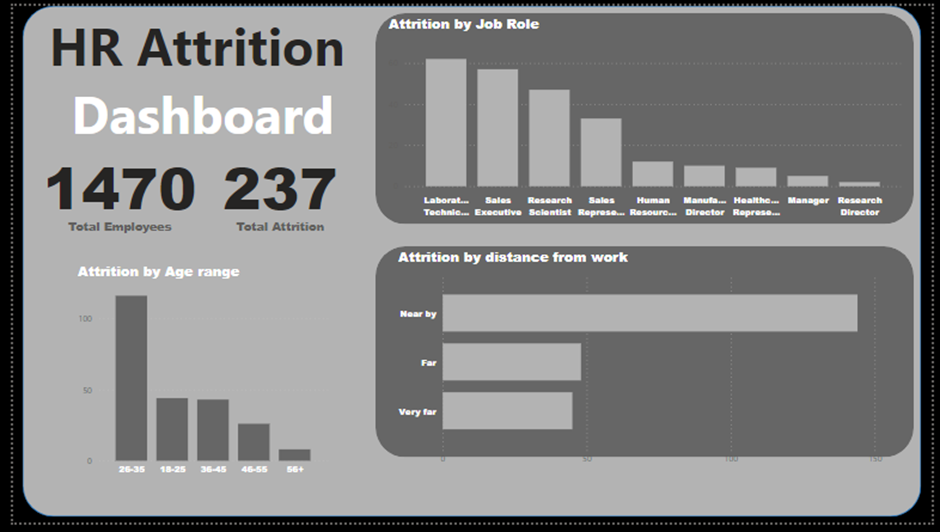 HR Attrition
Dashboard
1470
237
Total Employees
Total Attrition
Attrition by Age range
100
50
0
26-35
18-25
36-45
46-55
56+
Attrition by Job Role
Laborat...
Technic...
Sales
Executive
Research
Scientist
Sales
Represe...
Human
Resourc...
Manufa...
Director
Healthc...
Represe...
Manager
Research
Director
Attrition by distance from work
Near by
Far
Very far
0
50
100
150